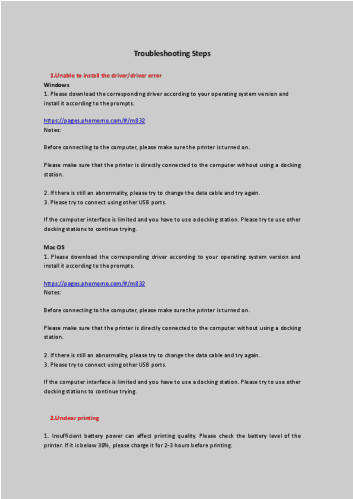 Troubleshooting Steps
1.Unable to install the driver/driver error
Windows
1. Please download the corresponding driver according to your operating system version and
install it according to the prompts.
https://pages.phomemo.com/#/m832
Notes:
Before connecting to the computer, please make sure the printer is turned on.
Please make sure that the printer is directly connected to the computer without using a docking
station.
2. If there is still an abnormality, please try to change the data cable and try again.
3. Please try to connect using other USB ports.
If the computer interface is limited and you have to use a docking station. Please try to use other
docking stations to continue trying.
Mac OS
1. Please download the corresponding driver according to your operating system version and
install it according to the prompts.
https://pages.phomemo.com/#/m832
Notes:
Before connecting to the computer, please make sure the printer is turned on.
Please make sure that the printer is directly connected to the computer without using a docking
station.
2. If there is still an abnormality, please try to change the data cable and try again.
3. Please try to connect using other USB ports.
If the computer interface is limited and you have to use a docking station. Please try to use other
docking stations to continue trying.
2.Unclear printing
1. Insufficient battery power can affect printing quality. Please check the battery level of the
printer. If it is below 30%, please charge it for 2-3 hours before printing.